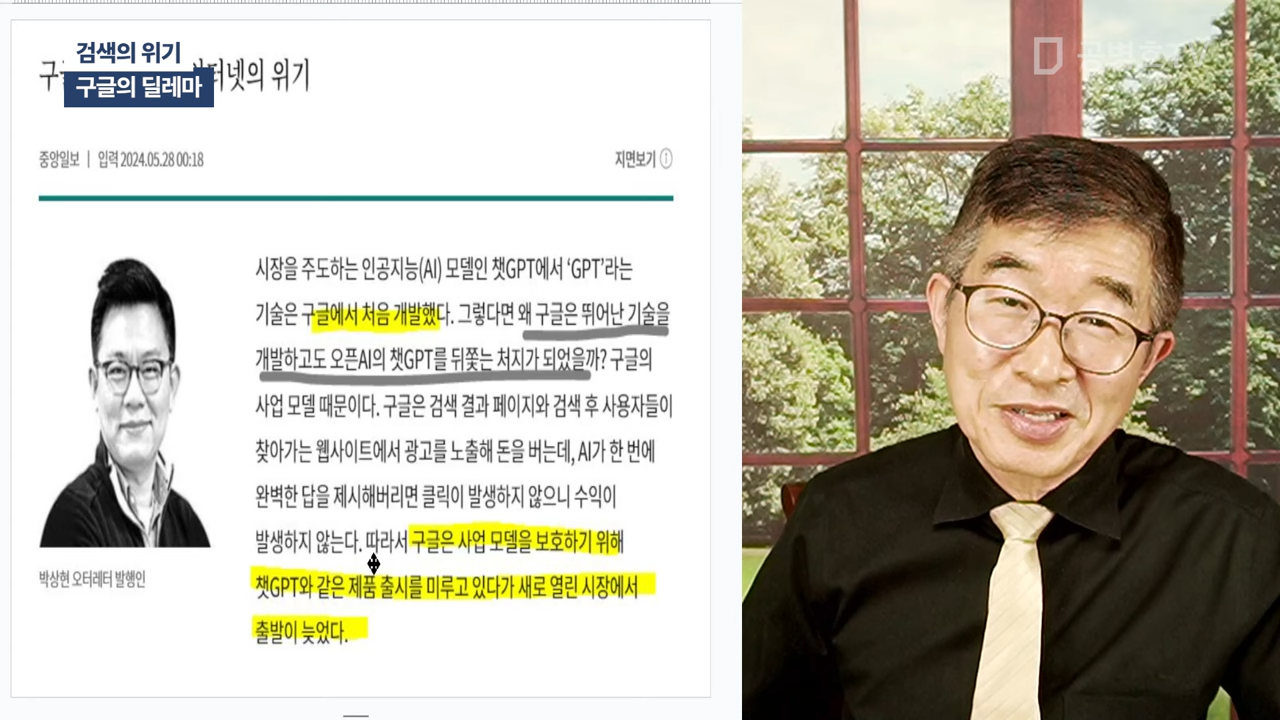 검색의 위기
구글의 딜레마
구 터넷의 위기
중앙일보 | 입력 2024.05.28 00:18
지면보기 ⓘ
시장을 주도하는 인공지능(AI) 모델인 챗GPT에서 ‘GPT’라는
기술은 구글에서 처음 개발했다. 그렇다면 왜 구글은 뛰어난 기술을
개발하고도 오픈AI의 챗GPT를 뒤쫓는 처지가 되었을까? 구글의
사업 모델 때문이다. 구글은 검색 결과 페이지와 검색 후 사용자들이
찾아가는 웹사이트에서 광고를 노출해 돈을 버는데, AI가 한 번에
완벽한 답을 제시해버리면 클릭이 발생하지 않으니 수익이
발생하지 않는다. 따라서 구글은 사업 모델을 보호하기 위해
챗GPT와 같은 제품 출시를 미루고 있다가 새로 열린 시장에서
출발이 늦었다.
박상현 오터레터 발행인